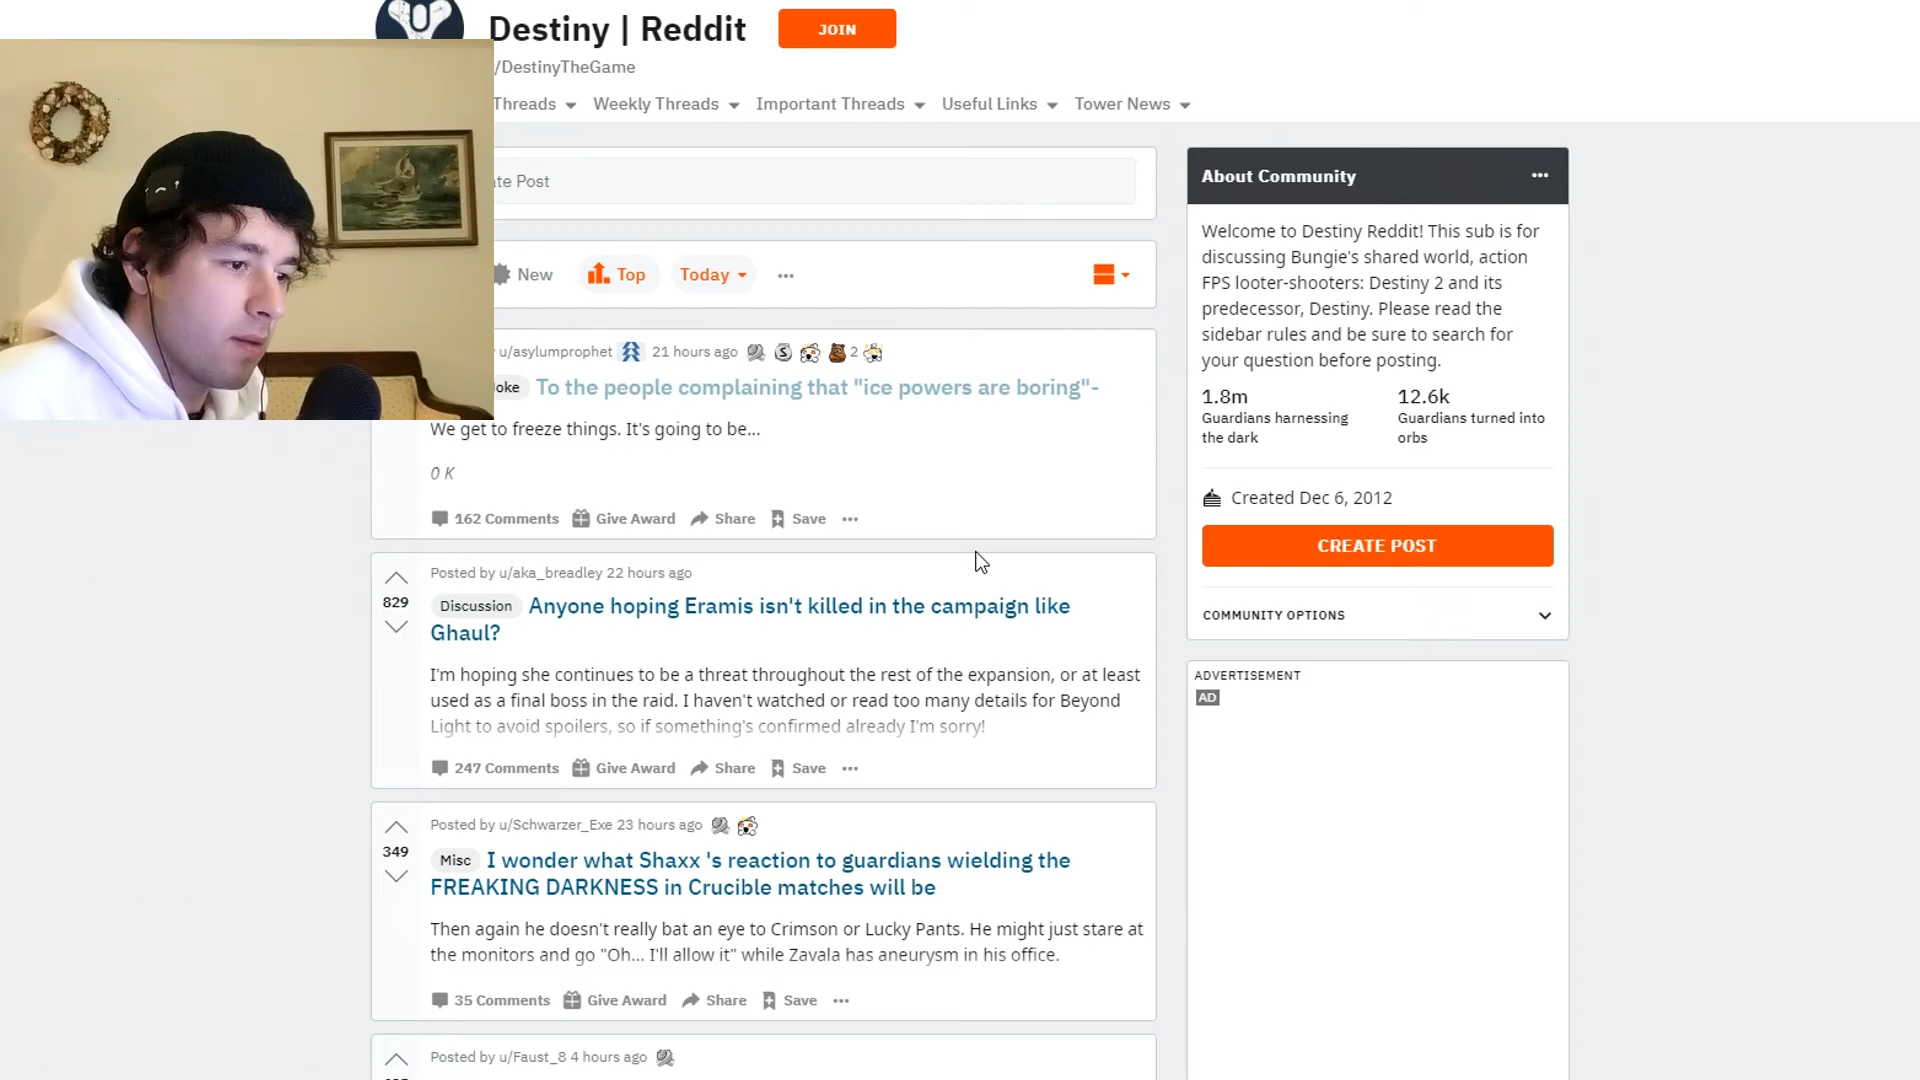 Destiny | Reddit
JOIN
/DestinyTheGame
Threads
Weekly Threads
Important Threads
Useful Links
Tower News
te Post
New
Top
Today
u/asylumprophet
21 hours ago
2
oke
To the people complaining that "ice powers are boring"-
We get to freeze things. It's going to be...
0 K
162 Comments
Give Award
Share
Save
Posted by u/aka_breadley 22 hours ago
829
Discussion
Anyone hoping Eramis isn't killed in the campaign like
Ghaul?
I'm hoping she continues to be a threat throughout the rest of the expansion, or at least
used as a final boss in the raid. I haven't watched or read too many details for Beyond
Light to avoid spoilers, so if something's confirmed already I'm sorry!
247 Comments
Give Award
Share
Save
Posted by u/Schwarzer_Exe 23 hours ago
349
Misc
I wonder what Shaxx 's reaction to guardians wielding the
FREAKING DARKNESS in Crucible matches will be
Then again he doesn't really bat an eye to Crimson or Lucky Pants. He might just stare at
the monitors and go "Oh... I'll allow it" while Zavala has aneurysm in his office.
35 Comments
Give Award
Share
Save
Posted by u/Faust_8 4 hours ago
About Community
Welcome to Destiny Reddit! This sub is for
discussing Bungie's shared world, action
FPS looter-shooters: Destiny 2 and its
predecessor, Destiny. Please read the
sidebar rules and be sure to search for
your question before posting.
1.8m
12.6k
Guardians harnessing
the dark
Guardians turned into
orbs
Created Dec 6, 2012
CREATE POST
COMMUNITY OPTIONS
ADVERTISEMENT
AD